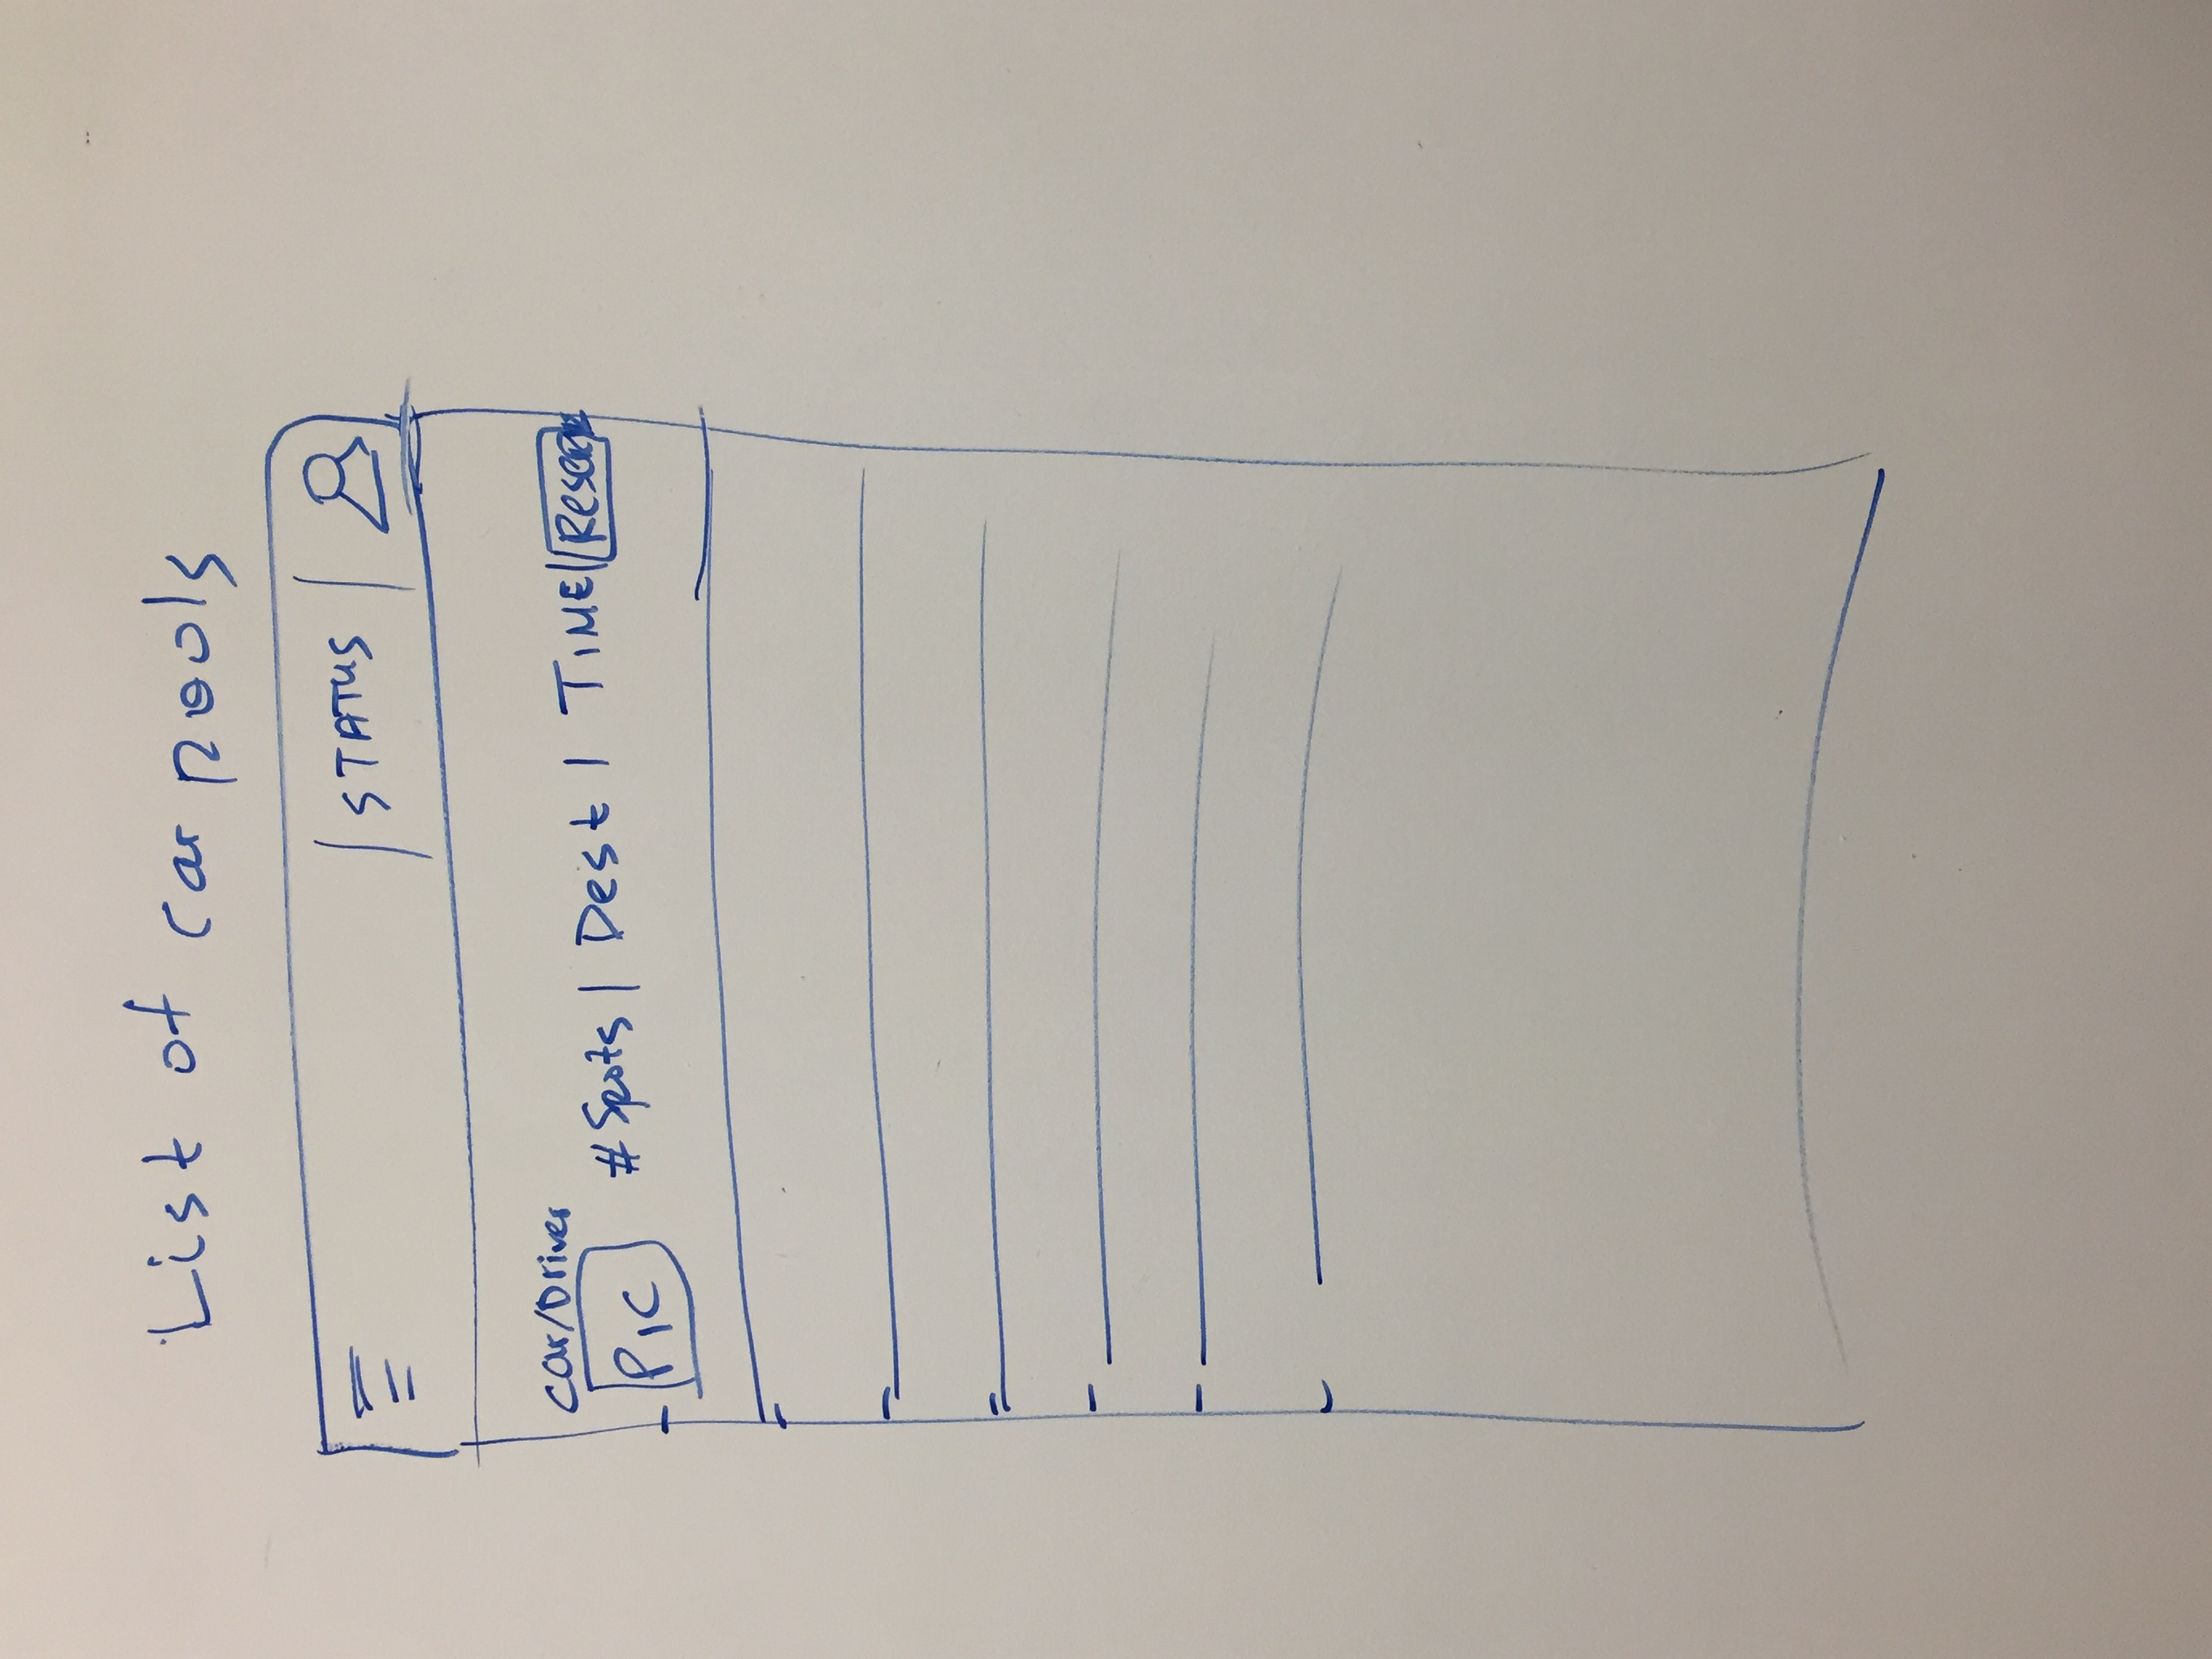 List of car pools
STATUS
car/Driver
PIC #Spots | Dest | TIME |